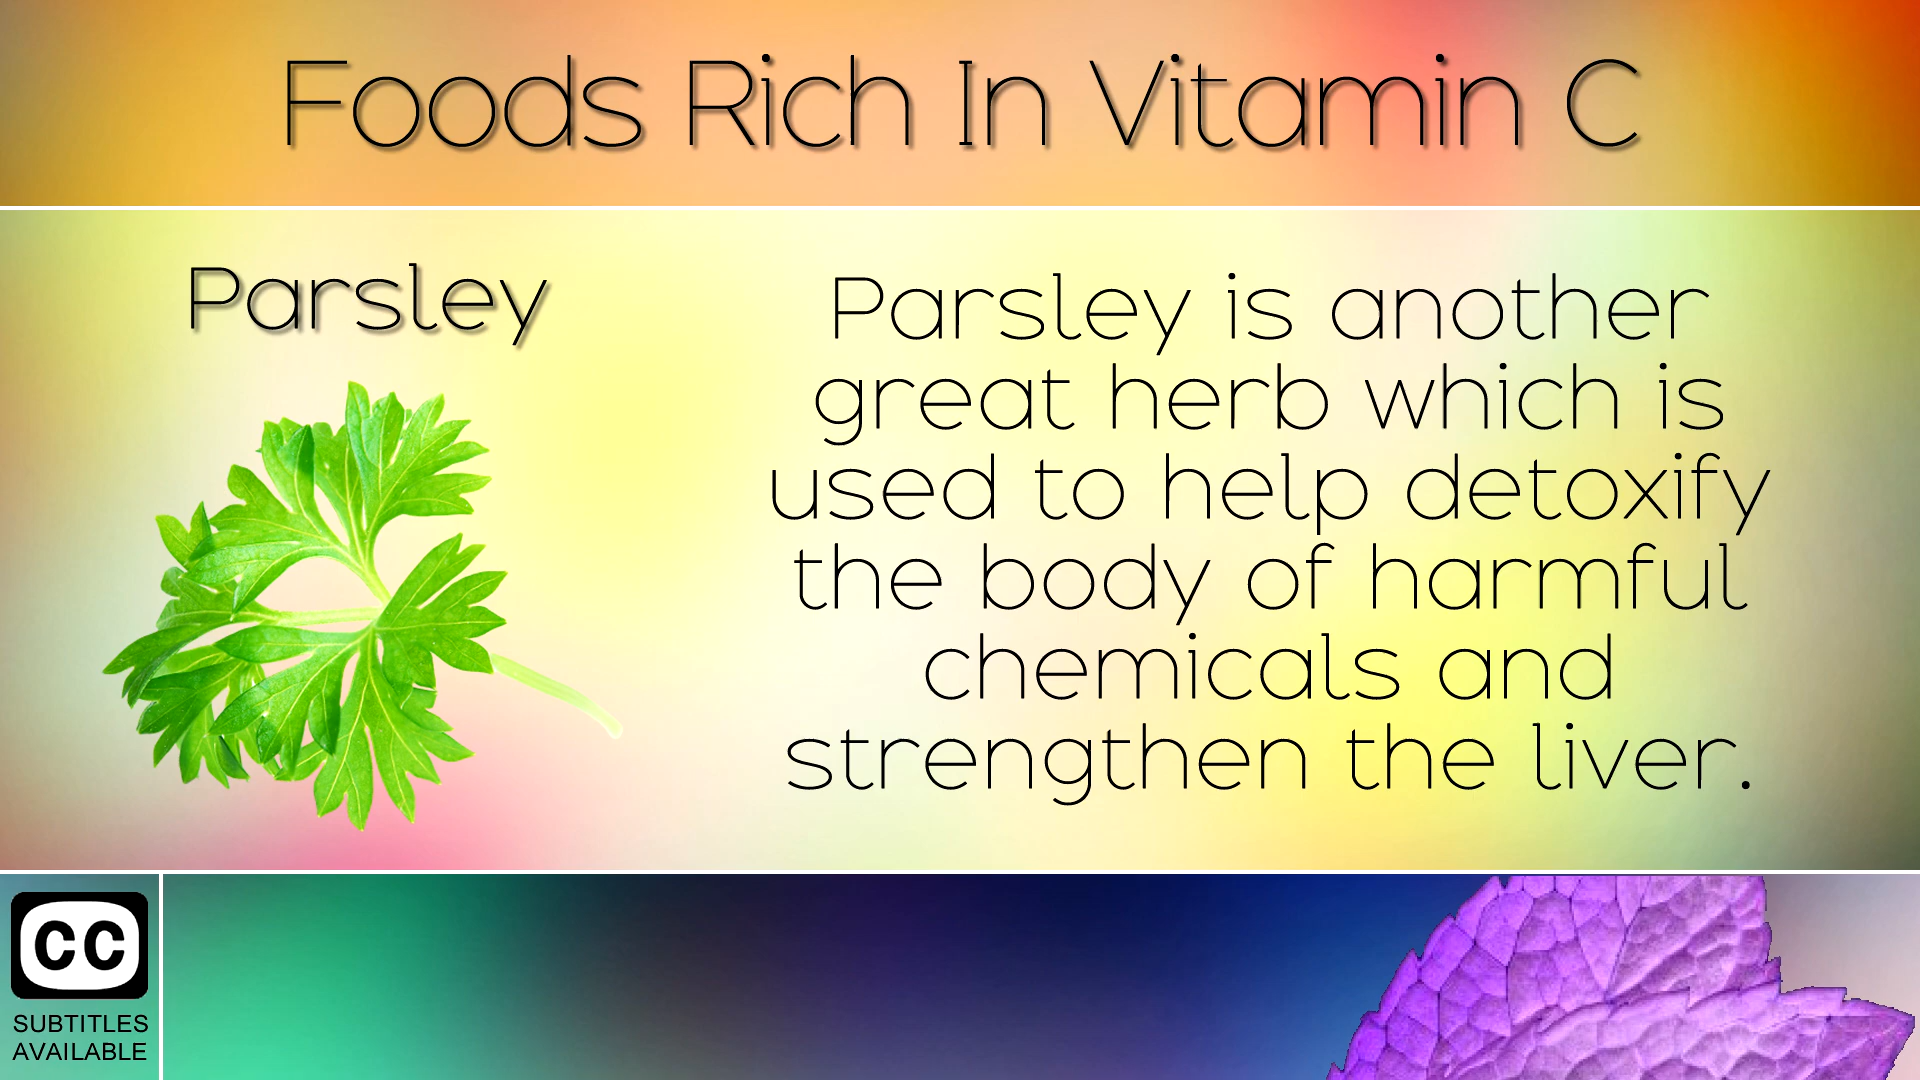 Foods Rich In Vitamin C
Parsley
Parsley is another
great herb which is
used to help detoxify
the body of harmful
chemicals and
strengthen the liver.
CC
SUBTITLES
AVAILABLE